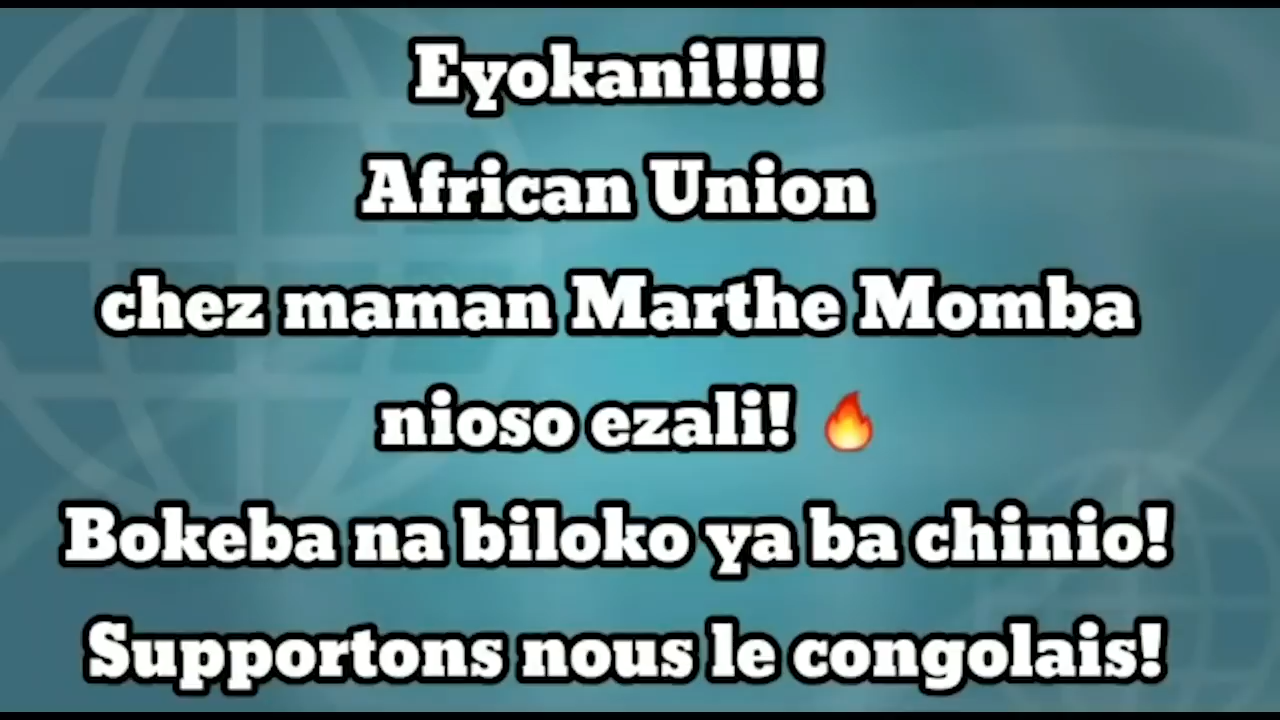 Eyokani!!!!
African Union
chez maman Marthe Momba
nioso ezali! 🔥
Bokeba na biloko ya ba chinio!
Supportons nous le congolais!